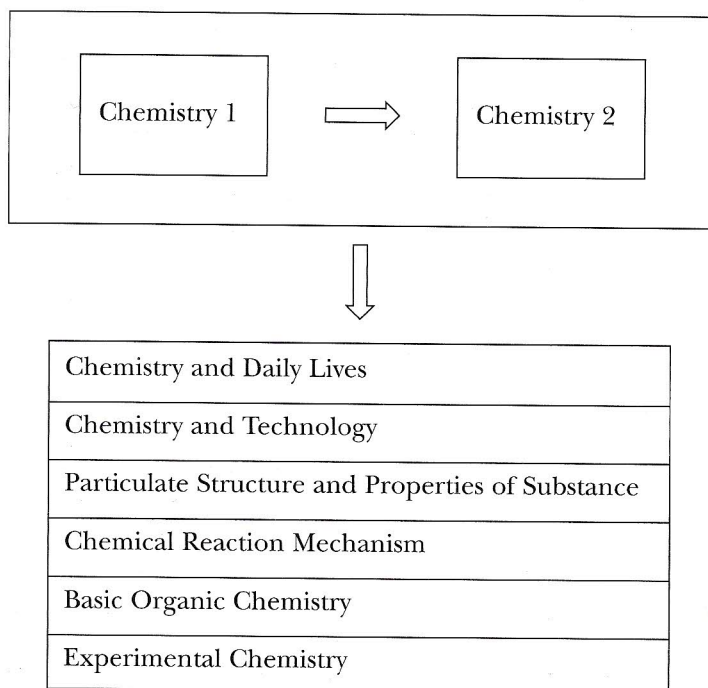 Chemistry 1
Chemistry 2
Chemistry and Daily Lives
Chemistry and Technology
Particulate Structure and Properties of Substance
Chemical Reaction Mechanism
Basic Organic Chemistry
Experimental Chemistry